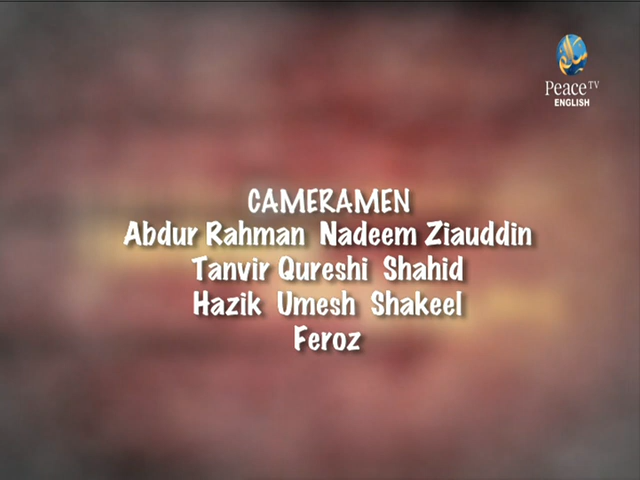 Peace TV
ENGLISH
CAMERAMEN
Abdur Rahman Nadeem Ziauddin
Tanvir Qureshi Shahid
Hazik Umesh Shakeel
Feroz